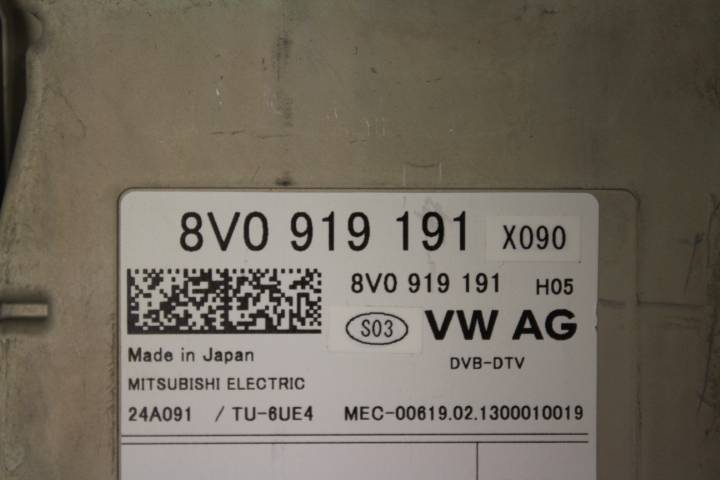 8V0 919 191 X090
8V0 919 191 H05
S03 VW AG
DVB-DTV
Made in Japan
MITSUBISHI ELECTRIC
24A091 / TU-6UE4 MEC-00619.02.1300010019